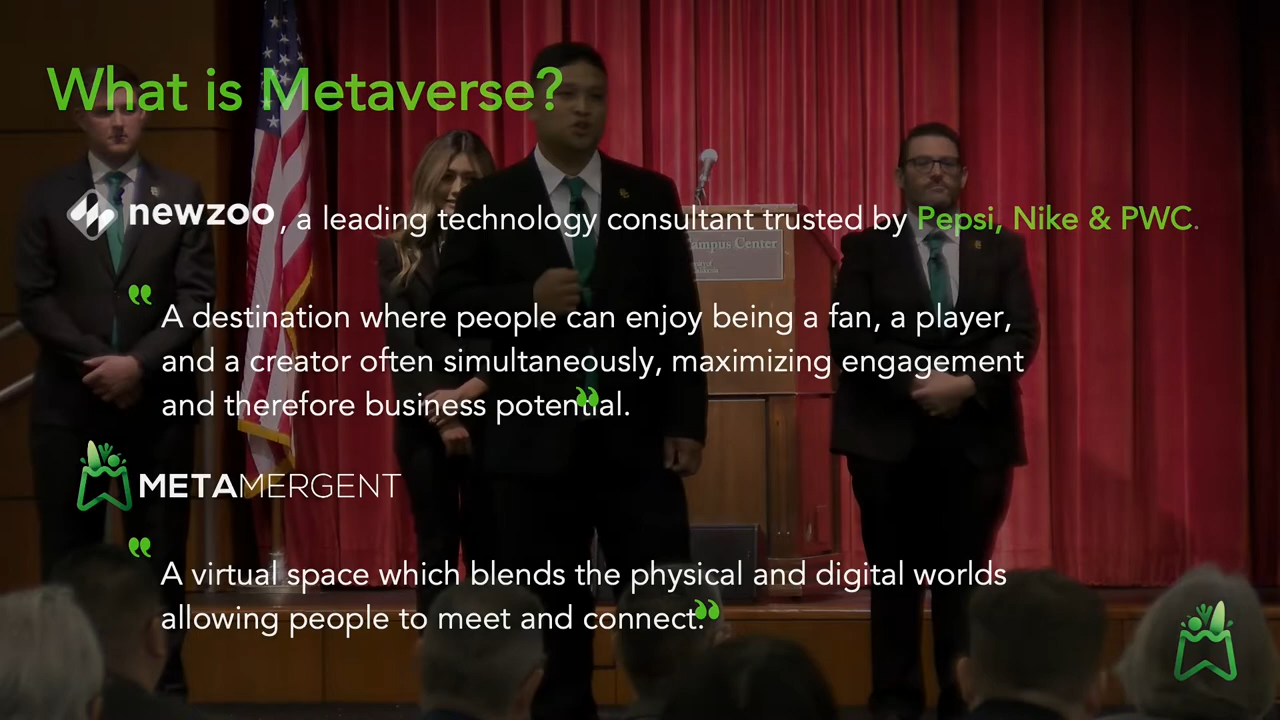 What is Metaverse?
newzoo, a leading technology consultant trusted by Pepsi, Nike & PWC.
"A destination where people can enjoy being a fan, a player,
and a creator often simultaneously, maximizing engagement
and therefore business potential."
METAMERGENT
"A virtual space which blends the physical and digital worlds
allowing people to meet and connect."
Campus Center